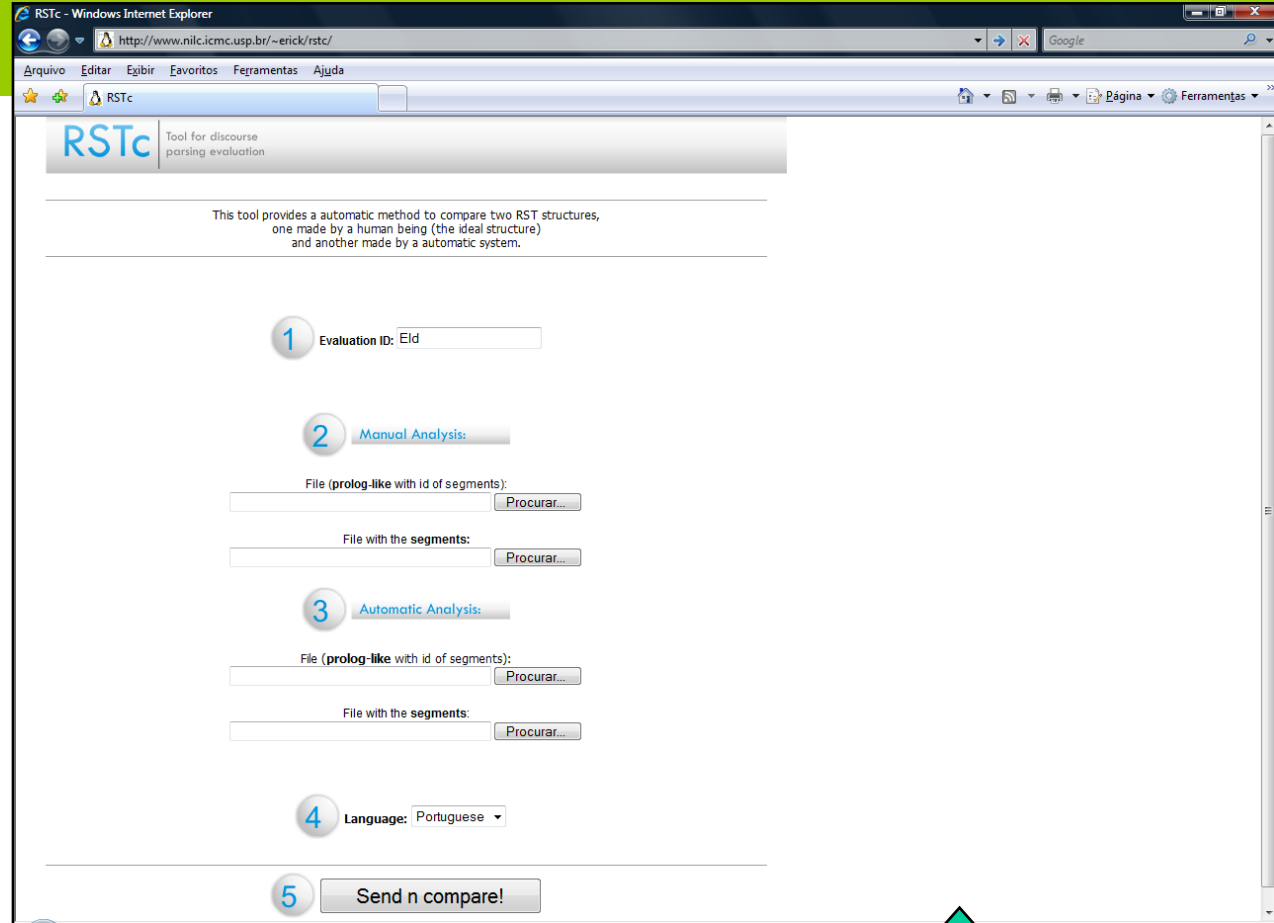 RSTc - Windows Internet Explorer
http://www.nilc.icmc.usp.br/~erick/rstc/
Google
Arquivo Editar Exibir Favoritos Ferramentas Ajuda
RSTc
Página Ferramentas
RSTc
Tool for discourse
parsing evaluation
This tool provides a automatic method to compare two RST structures,
one made by a human being (the ideal structure)
and another made by a automatic system.
1 Evaluation ID: EId
2 Manual Analysis:
File (prolog-like with id of segments):
Procurar...
File with the segments:
Procurar...
3 Automatic Analysis:
File (prolog-like with id of segments):
Procurar...
File with the segments:
Procurar...
4 Language: Portuguese
5 Send n compare!